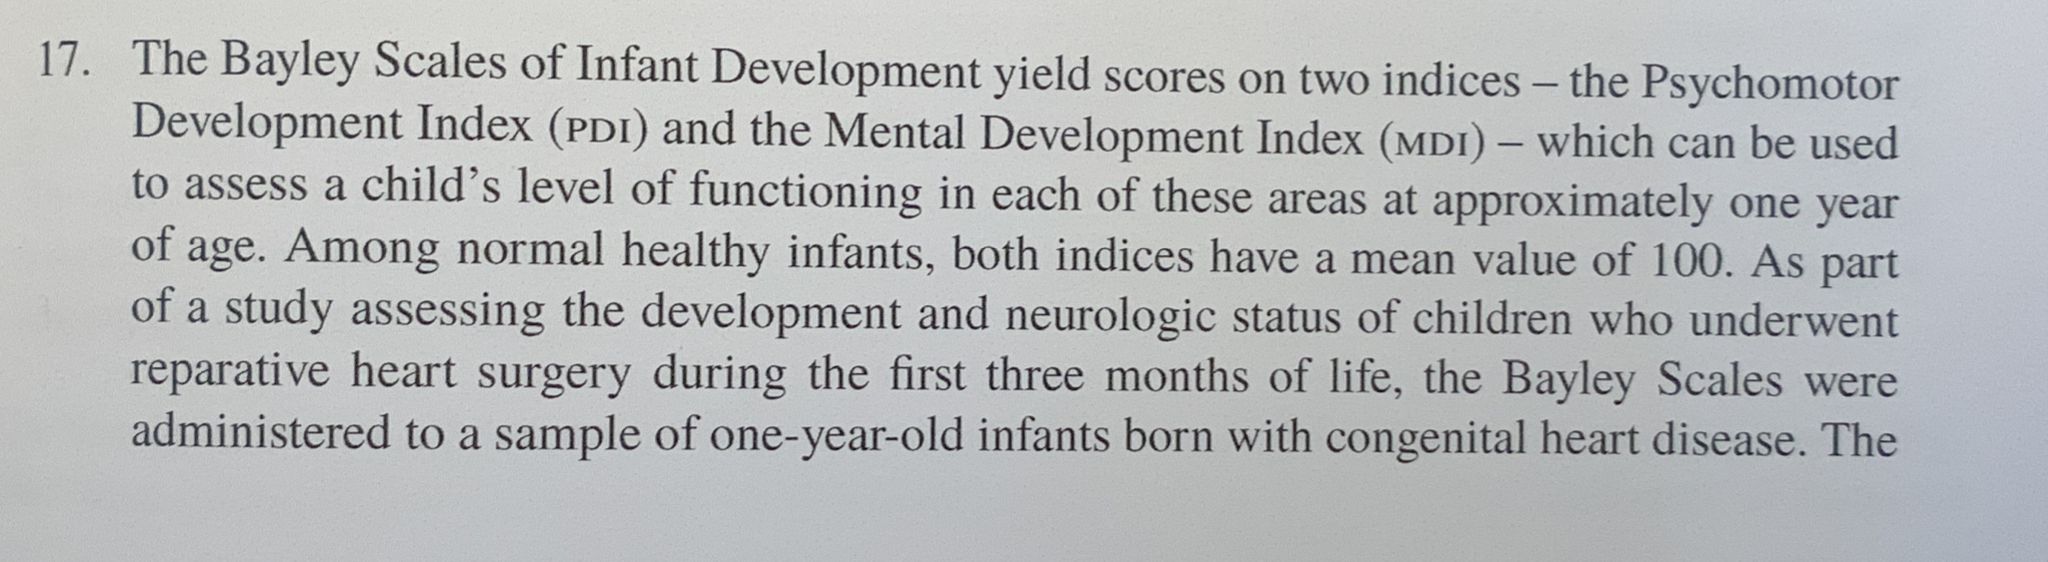 17. The Bayley Scales of Infant Development yield scores on two indices – the Psychomotor
Development Index (PDI) and the Mental Development Index (MDI) – which can be used
to assess a child's level of functioning in each of these areas at approximately one year
of age. Among normal healthy infants, both indices have a mean value of 100. As part
of a study assessing the development and neurologic status of children who underwent
reparative heart surgery during the first three months of life, the Bayley Scales were
administered to a sample of one-year-old infants born with congenital heart disease. The